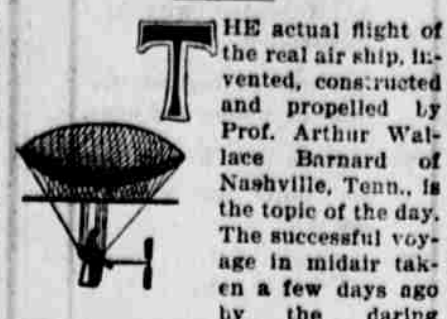 THE actual flight of
the real air ship, in-
vented, constructed
and propelled by
Prof. Arthur Wal-
lace Barnard of
Nashville, Tenn., is
the topic of the day.
The successful voy-
age in midair tak-
en a few days ago
by the daring